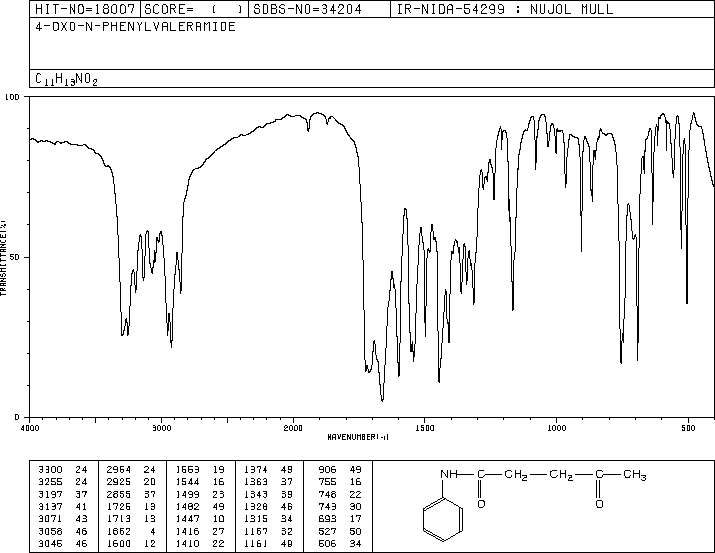 HIT-NO=18007 SCORE= ( ) SDBS-NO=34204 IR-NIDA-54299 : NUJOL MULL
4-OXO-N-PHENYLVALERAMIDE
C11H13NO2
100
50
0
TRANSMITTANCE(%)
4000 3000 2000 1500 1000 500
WAVENUMBER(-1)
3300 24 2954 24 1553 19 1374 49 906 49
3255 24 2925 20 1544 16 1363 37 755 16
3197 37 2855 37 1499 23 1343 39 748 22
3137 41 1726 13 1482 49 1328 46 743 30
3071 43 1713 13 1447 10 1315 34 693 17
3058 46 1662 4 1416 27 1167 32 527 50
3045 46 1600 12 1410 22 1161 49 506 34
NH C CH2 CH2 C CH3
O O